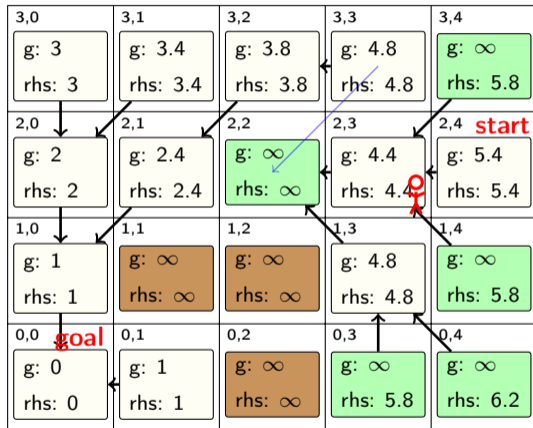 3,0 3,1 3,2 3,3 3,4
g: 3 g: 3.4 g: 3.8 g: 4.8 g: ∞
rhs: 3 rhs: 3.4 rhs: 3.8 rhs: 4.8 rhs: 5.8
2,0 2,1 2,2 2,3 2,4 start
g: 2 g: 2.4 g: ∞ g: 4.4 g: 5.4
rhs: 2 rhs: 2.4 rhs: ∞ rhs: 4.4 rhs: 5.4
1,0 1,1 1,2 1,3 1,4
g: 1 g: ∞ g: ∞ g: 4.8 g: ∞
rhs: 1 rhs: ∞ rhs: ∞ rhs: 4.8 rhs: 5.8
0,0 goal 0,1 0,2 0,3 0,4
g: 0 g: 1 g: ∞ g: ∞ g: ∞
rhs: 0 rhs: 1 rhs: ∞ rhs: 5.8 rhs: 6.2